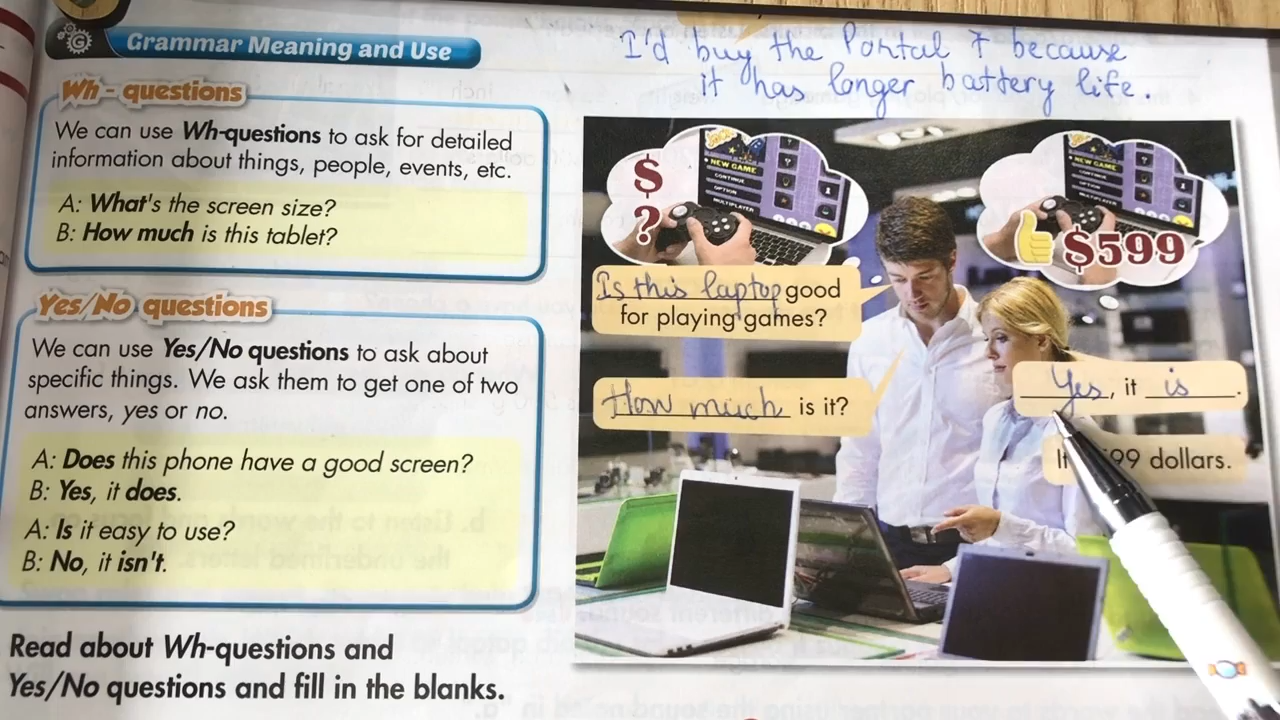 Grammar Meaning and Use
I'd buy the Portal 7 because
it has longer battery life.
Wh - questions
We can use Wh-questions to ask for detailed
information about things, people, events, etc.
A: What's the screen size?
B: How much is this tablet?
Yes/No questions
We can use Yes/No questions to ask about
specific things. We ask them to get one of two
answers, yes or no.
A: Does this phone have a good screen?
B: Yes, it does.
A: Is it easy to use?
B: No, it isn't.
Read about Wh-questions and
Yes/No questions and fill in the blanks.
$
?
NEW GAME
CONTINUE
OPTION
MULTIPLAYER
NEW GAME
CONTINUE
OPTION
MULTIPLAYER
$599
Is this laptop good
for playing games?
Yes, it is.
How much is it?
99 dollars.